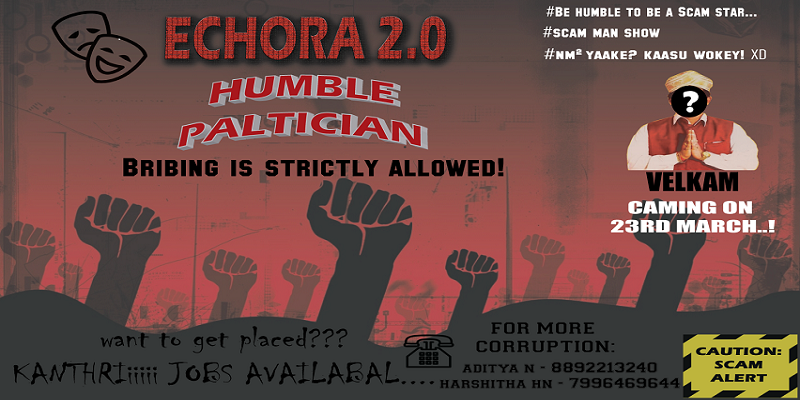 ECHORA 2.0
HUMBLE
PALTICIAN
BRIBING IS STRICTLY ALLOWED!
#BE HUMBLE TO BE A SCAM STAR...
#SCAM MAN SHOW
#NM² YAAKE? KAASU WOKEY! XD
?
VELKAM
CAMING ON
23RD MARCH..!
want to get placed???
KANTHRIiiiii JOBS AVAILABAL....
FOR MORE
CORRUPTION:
ADITYA N - 8892213240
HARSHITHA HN - 7996469644
CAUTION:
SCAM
ALERT